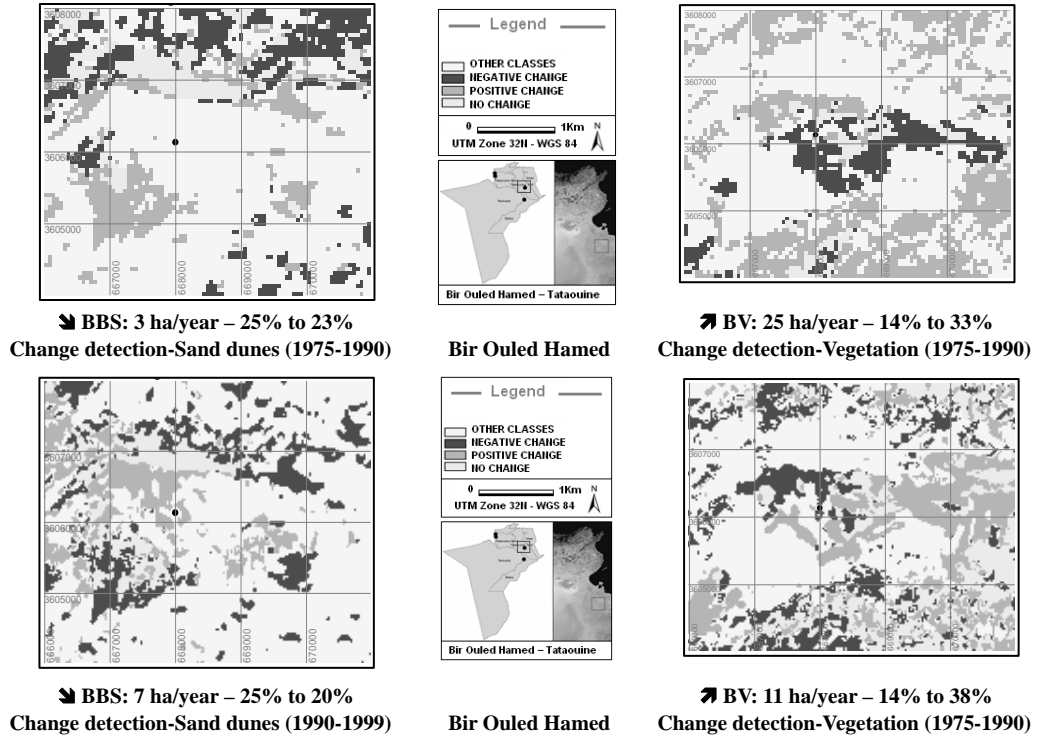 3608000
3607000
3606000
3605000
667000
668000
669000
670000
Legend
OTHER CLASSES
NEGATIVE CHANGE
POSITIVE CHANGE
NO CHANGE
0 1Km N
UTM Zone 32N - WGS 84
Bir Ouled Hamed – Tataouine
3608000
3607000
3605000
➘ BBS: 3 ha/year – 25% to 23%
Change detection-Sand dunes (1975-1990)
Bir Ouled Hamed
➚ BV: 25 ha/year – 14% to 33%
Change detection-Vegetation (1975-1990)
3607000
3606000
3605000
666000
667000
668000
669000
670000
Legend
OTHER CLASSES
NEGATIVE CHANGE
POSITIVE CHANGE
NO CHANGE
0 1Km N
UTM Zone 32N - WGS 84
Bir Ouled Hamed – Tataouine
3607000
➘ BBS: 7 ha/year – 25% to 20%
Change detection-Sand dunes (1990-1999)
Bir Ouled Hamed
➚ BV: 11 ha/year – 14% to 38%
Change detection-Vegetation (1975-1990)